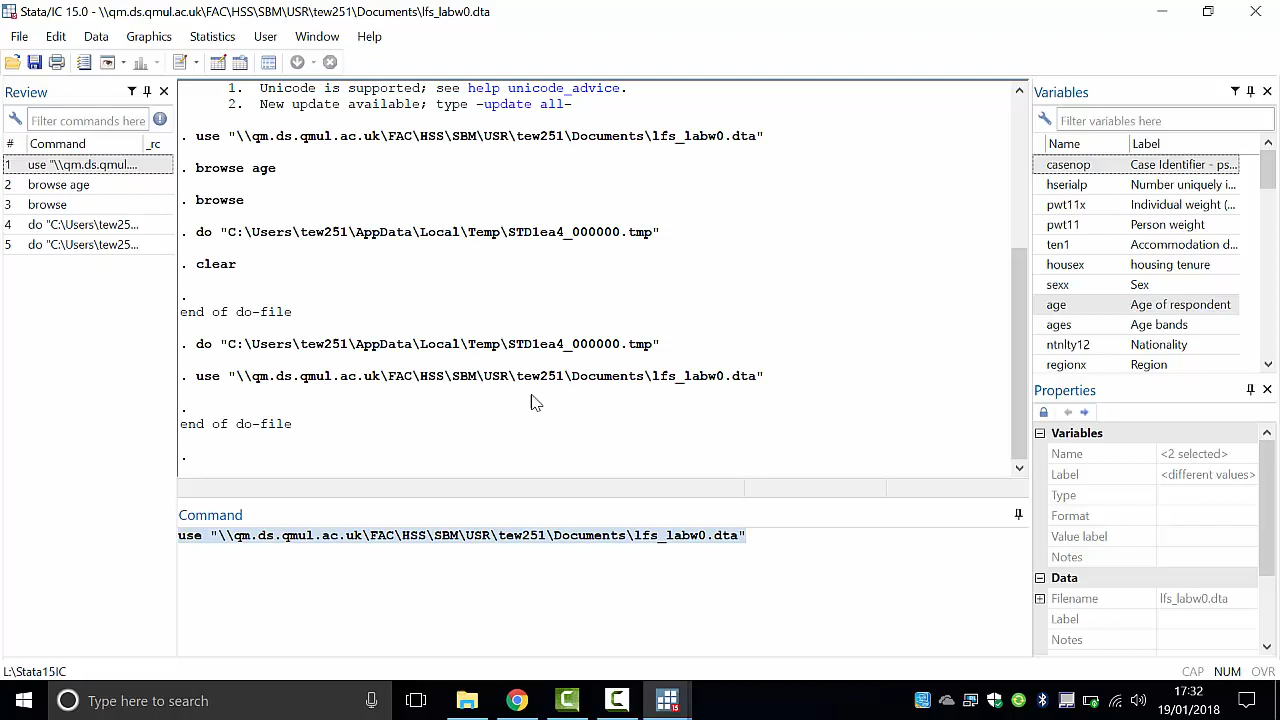 Stata/IC 15.0 - \\qm.ds.qmul.ac.uk\FAC\HSS\SBM\USR\tew251\Documents\lfs_labw0.dta
File Edit Data Graphics Statistics User Window Help
Review
Filter commands here
# Command _rc
1 use "\\qm.ds.qmul....
2 browse age
3 browse
4 do "C:\Users\tew25...
5 do "C:\Users\tew25...
1. Unicode is supported; see help unicode_advice.
2. New update available; type -update all-
. use "\\qm.ds.qmul.ac.uk\FAC\HSS\SBM\USR\tew251\Documents\lfs_labw0.dta"
. browse age
. browse
. do "C:\Users\tew251\AppData\Local\Temp\STD1ea4_000000.tmp"
. clear
.
end of do-file
. do "C:\Users\tew251\AppData\Local\Temp\STD1ea4_000000.tmp"
. use "\\qm.ds.qmul.ac.uk\FAC\HSS\SBM\USR\tew251\Documents\lfs_labw0.dta"
.
end of do-file
.
Command
use "\\qm.ds.qmul.ac.uk\FAC\HSS\SBM\USR\tew251\Documents\lfs_labw0.dta"
Variables
Filter variables here
Name Label
casenop Case Identifier - ps...
hserialp Number uniquely i...
pwt11x Individual weight (...
pwt11 Person weight
ten1 Accommodation d...
housex housing tenure
sexx Sex
age Age of respondent
ages Age bands
ntnlty12 Nationality
regionx Region
Properties
Variables
Name <2 selected>
Label <different values>
Type
Format
Value label
Notes
Data
Filename lfs_labw0.dta
Label
Notes
L:\Stata15IC
CAP NUM OVR
Type here to search
15
17:32
19/01/2018